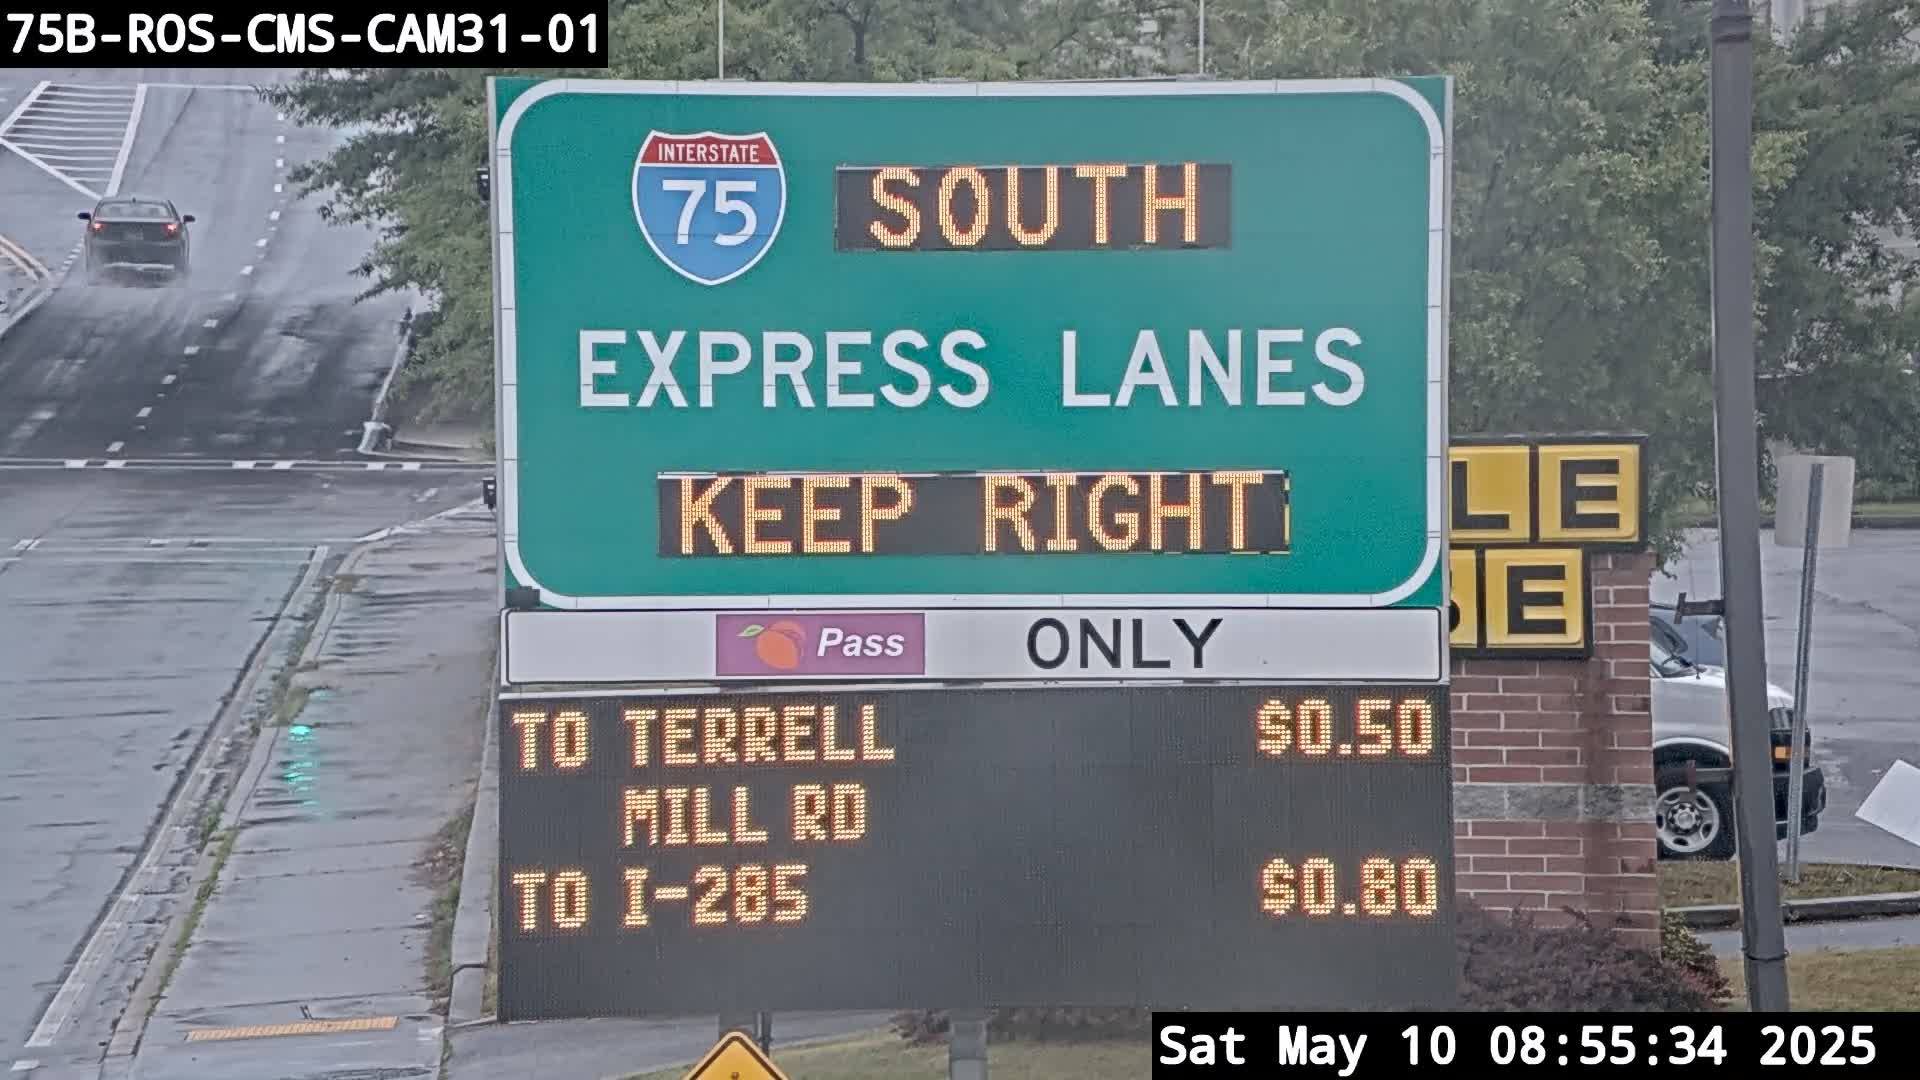 75B-ROS-CMS-CAM31-01
INTERSTATE
75
SOUTH
EXPRESS LANES
KEEP RIGHT
Pass ONLY
TO TERRELL $0.50
MILL RD
TO I-285 $0.80
LE
E
Sat May 10 08:55:34 2025